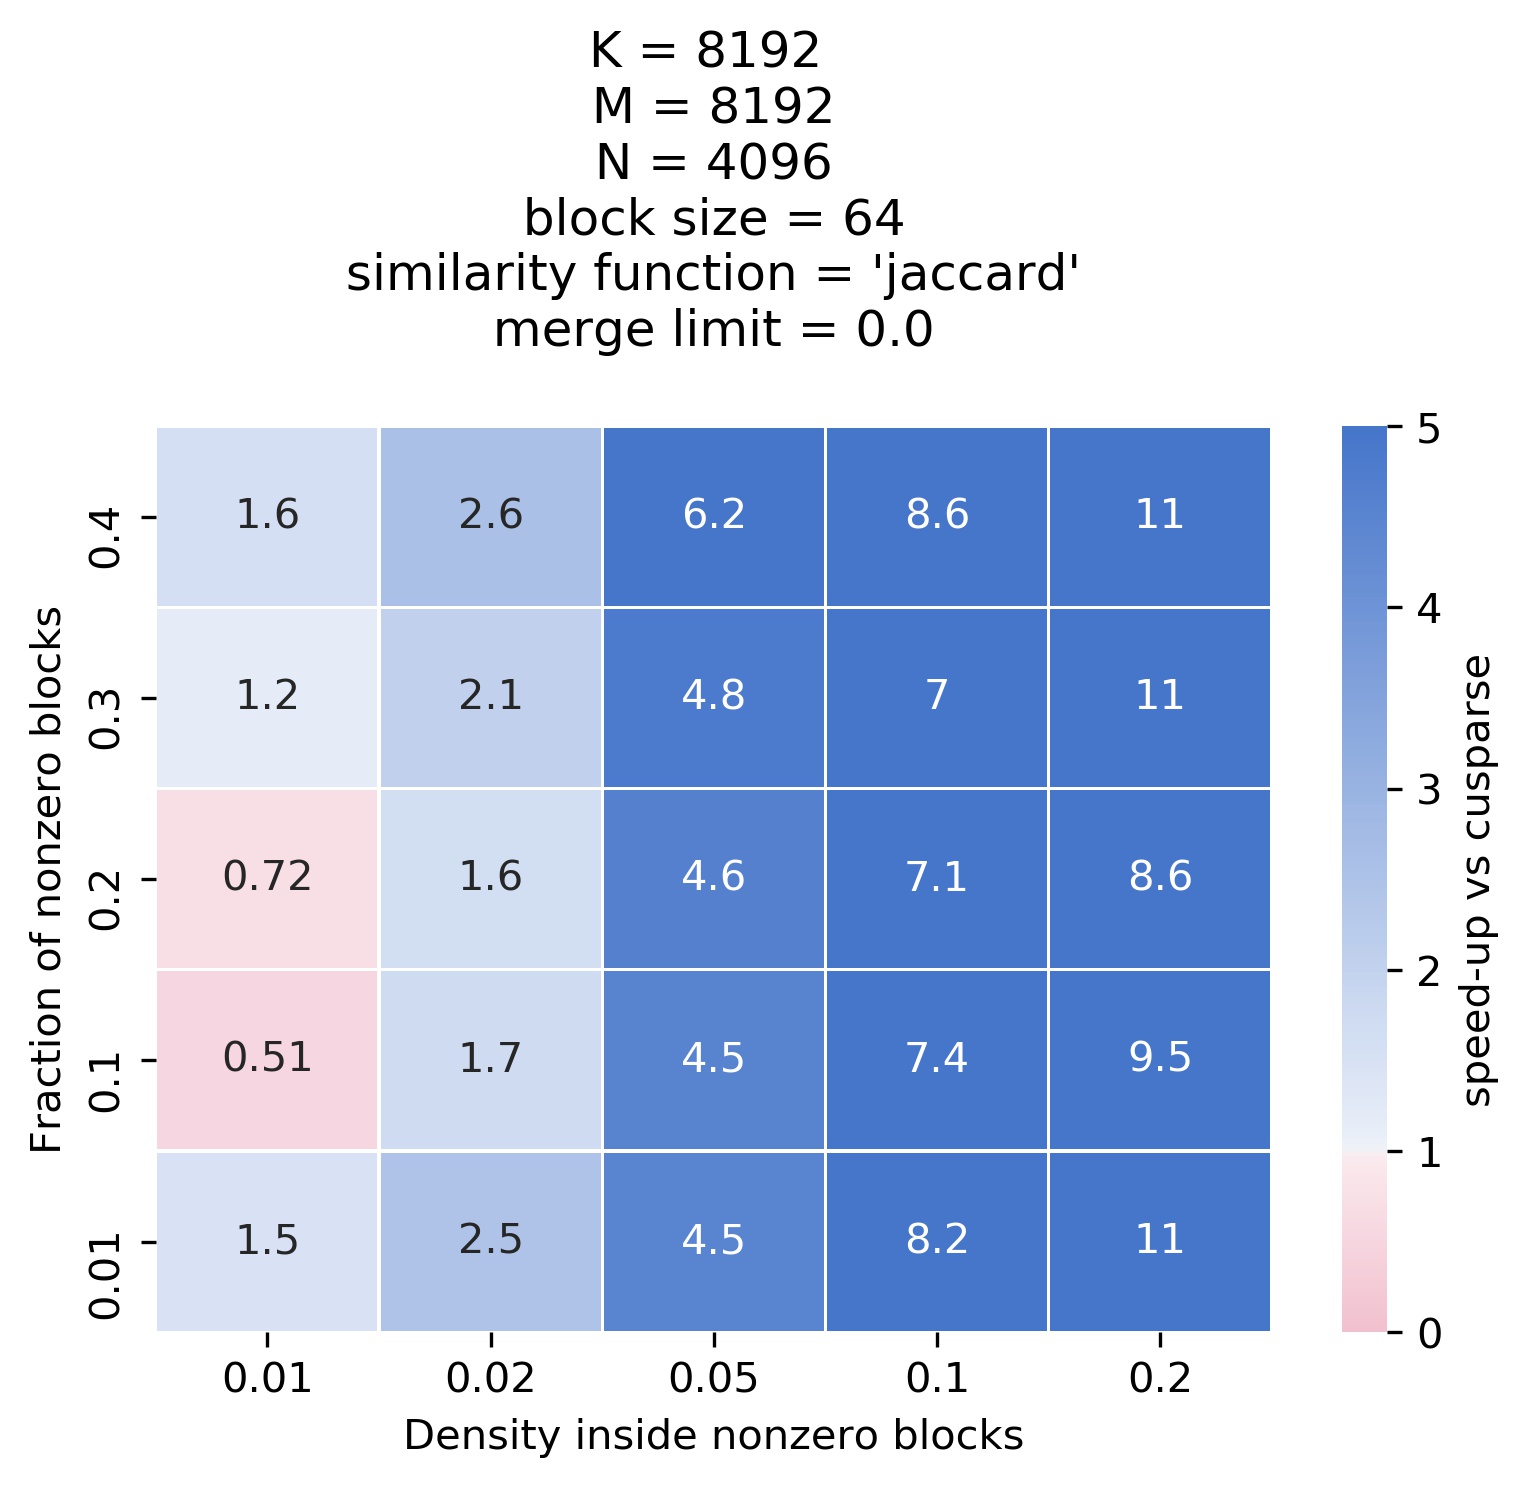 K = 8192
M = 8192
N = 4096
block size = 64
similarity function = 'jaccard'
merge limit = 0.0
Fraction of nonzero blocks
0.4 1.6 2.6 6.2 8.6 11
0.3 1.2 2.1 4.8 7 11
0.2 0.72 1.6 4.6 7.1 8.6
0.1 0.51 1.7 4.5 7.4 9.5
0.01 1.5 2.5 4.5 8.2 11
0.01 0.02 0.05 0.1 0.2
Density inside nonzero blocks
5
4
3
2
1
0
speed-up vs cusparse